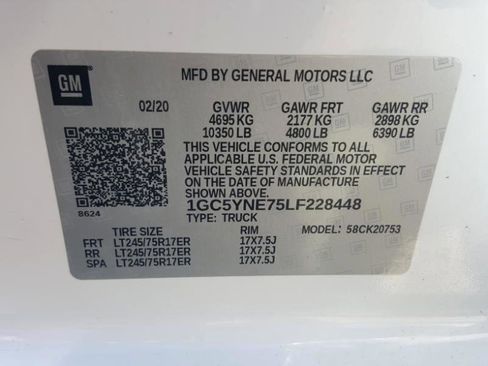 GM
MFD BY GENERAL MOTORS LLC
02/20 GVWR GAWR FRT GAWR RR
4695 KG 2177 KG 2898 KG
10350 LB 4800 LB 6390 LB
THIS VEHICLE CONFORMS TO ALL
APPLICABLE U.S. FEDERAL MOTOR
VEHICLE SAFETY STANDARDS IN EFFECT
ON THE DATE OF MANUFACTURE
SHOWN ABOVE.
8624 1GC5YNE75LF228448
TYPE: TRUCK
TIRE SIZE RIM MODEL: 58CK20753
FRT LT245/75R17ER 17X7.5J
RR LT245/75R17ER 17X7.5J
SPA LT245/75R17ER 17X7.5J